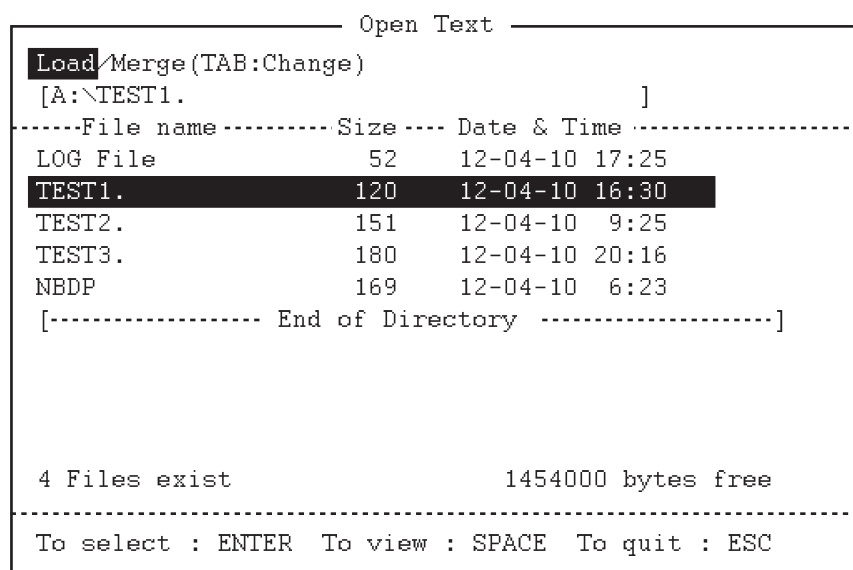 Open Text
Load/Merge(TAB:Change)
[A:\TEST1. ]
File name Size Date & Time
LOG File 52 12-04-10 17:25
TEST1. 120 12-04-10 16:30
TEST2. 151 12-04-10 9:25
TEST3. 180 12-04-10 20:16
NBDP 169 12-04-10 6:23
[------------------- End of Directory ---------------------]
4 Files exist 1454000 bytes free
To select : ENTER To view : SPACE To quit : ESC